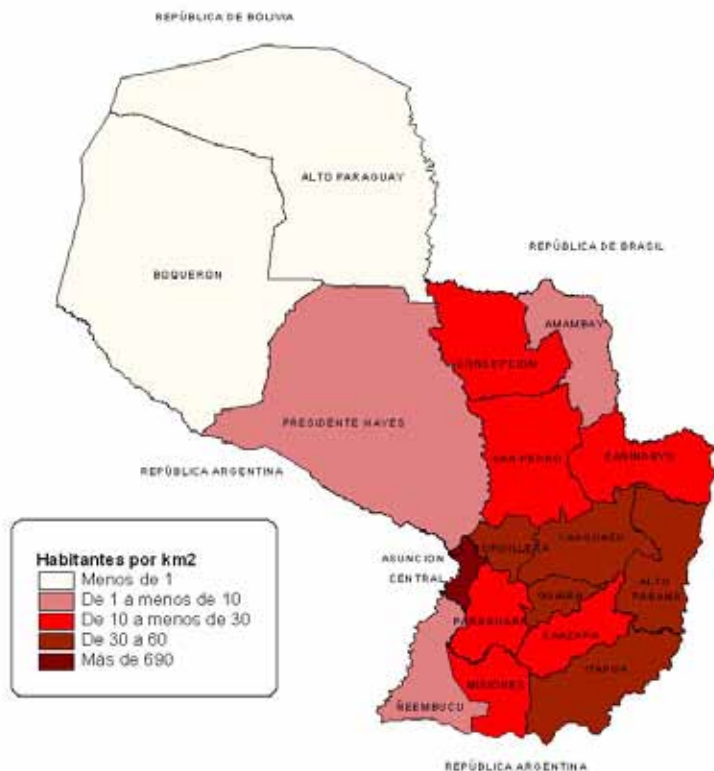 REPÚBLICA DE BOLIVIA
ALTO PARAGUAY
REPÚBLICA DE BRASIL
BOQUERON
AMAMBAY
CONCEPCION
PRESIDENTE HAYES
SAN PEDRO
CANINDEYU
REPÚBLICA ARGENTINA
CORDILLERA
CAAGUAZU
ASUNCION
CENTRAL
ALTO
PARANA
GUAIRA
PARAGUARI
CAAZAPA
ITAPUA
MISIONES
ÑEEMBUCU
REPÚBLICA ARGENTINA
Habitantes por km2
Menos de 1
De 1 a menos de 10
De 10 a menos de 30
De 30 a 60
Más de 690